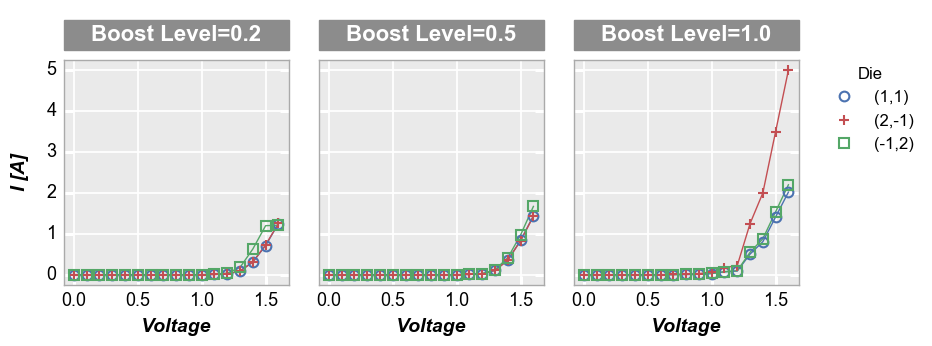 Boost Level=0.2 Boost Level=0.5 Boost Level=1.0
Die
(1,1)
(2,-1)
(-1,2)
I [A]
5
4
3
2
1
0
0.0 0.5 1.0 1.5 0.0 0.5 1.0 1.5 0.0 0.5 1.0 1.5
Voltage Voltage Voltage